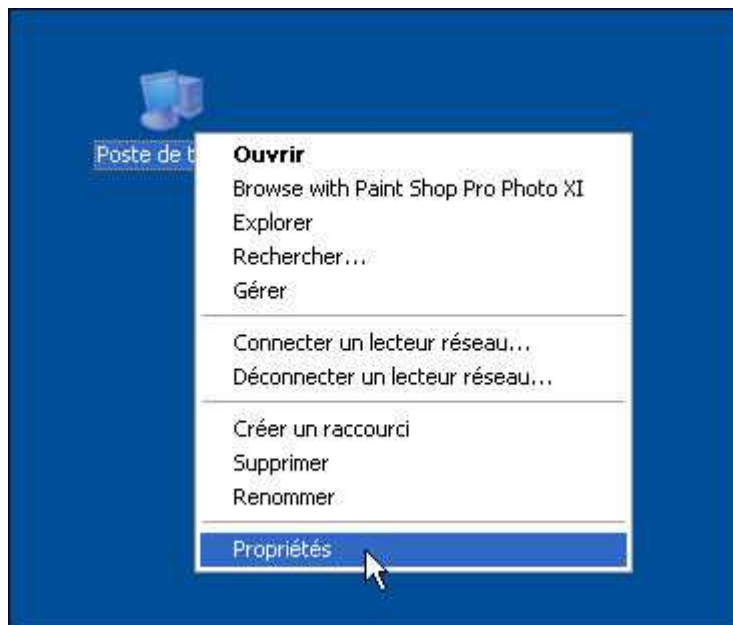 Poste de t
Ouvrir
Browse with Paint Shop Pro Photo XI
Explorer
Rechercher...
Gérer
Connecter un lecteur réseau...
Déconnecter un lecteur réseau...
Créer un raccourci
Supprimer
Renommer
Propriétés